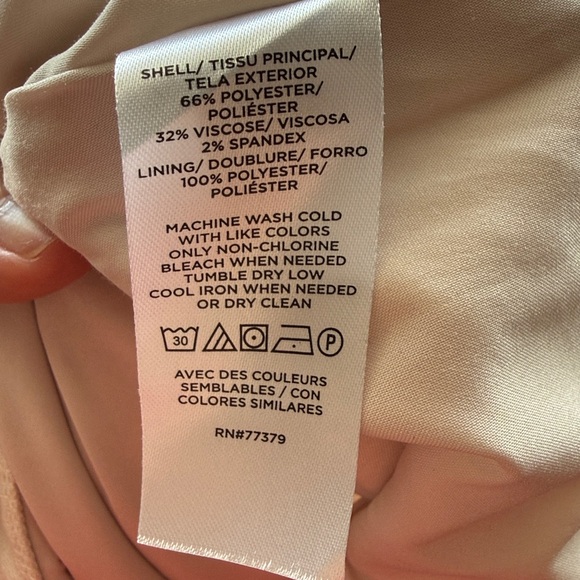 SHELL/ TISSU PRINCIPAL/
TELA EXTERIOR
66% POLYESTER/
POLIÉSTER
32% VISCOSE/ VISCOSA
2% SPANDEX
LINING/ DOUBLURE/ FORRO
100% POLYESTER/
POLIÉSTER
MACHINE WASH COLD
WITH LIKE COLORS
ONLY NON-CHLORINE
BLEACH WHEN NEEDED
TUMBLE DRY LOW
COOL IRON WHEN NEEDED
OR DRY CLEAN
30 P
AVEC DES COULEURS
SEMBLABLES / CON
COLORES SIMILARES
RN#77379